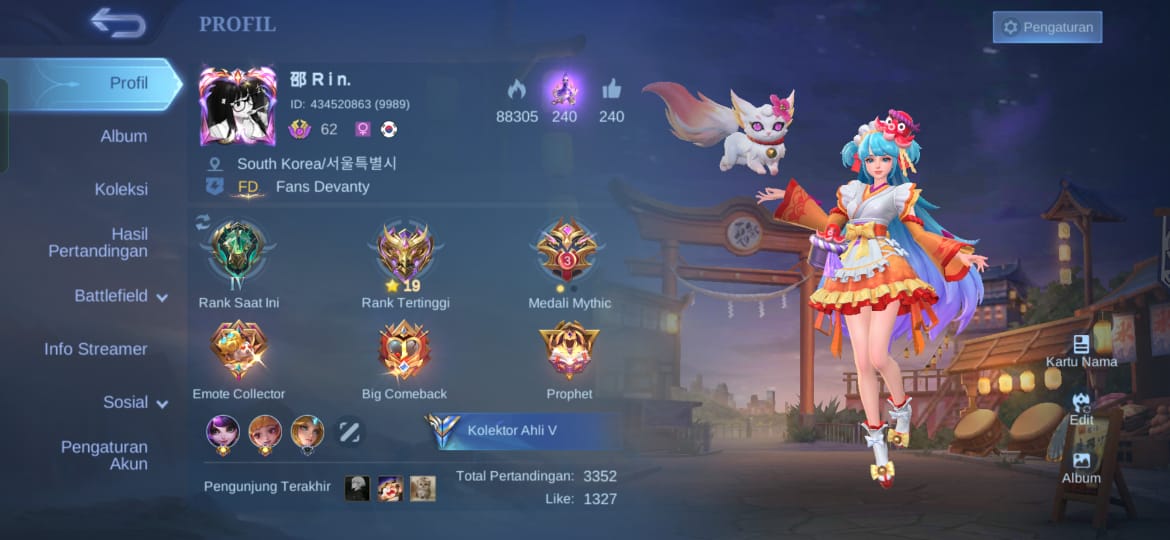 PROFIL
Pengaturan
Profil
Album
Koleksi
Hasil
Pertandingan
Battlefield
Info Streamer
Sosial
Pengaturan
Akun
邵 R i n.
ID: 434520863 (9989)
62
88305
240
240
South Korea/서울특별시
FD Fans Devanty
IV
Rank Saat Ini
19
Rank Tertinggi
3
Medali Mythic
Emote Collector
Big Comeback
Prophet
Kolektor Ahli V
Pengunjung Terakhir
Total Pertandingan: 3352
Like: 1327
Kartu Nama
Edit
Album